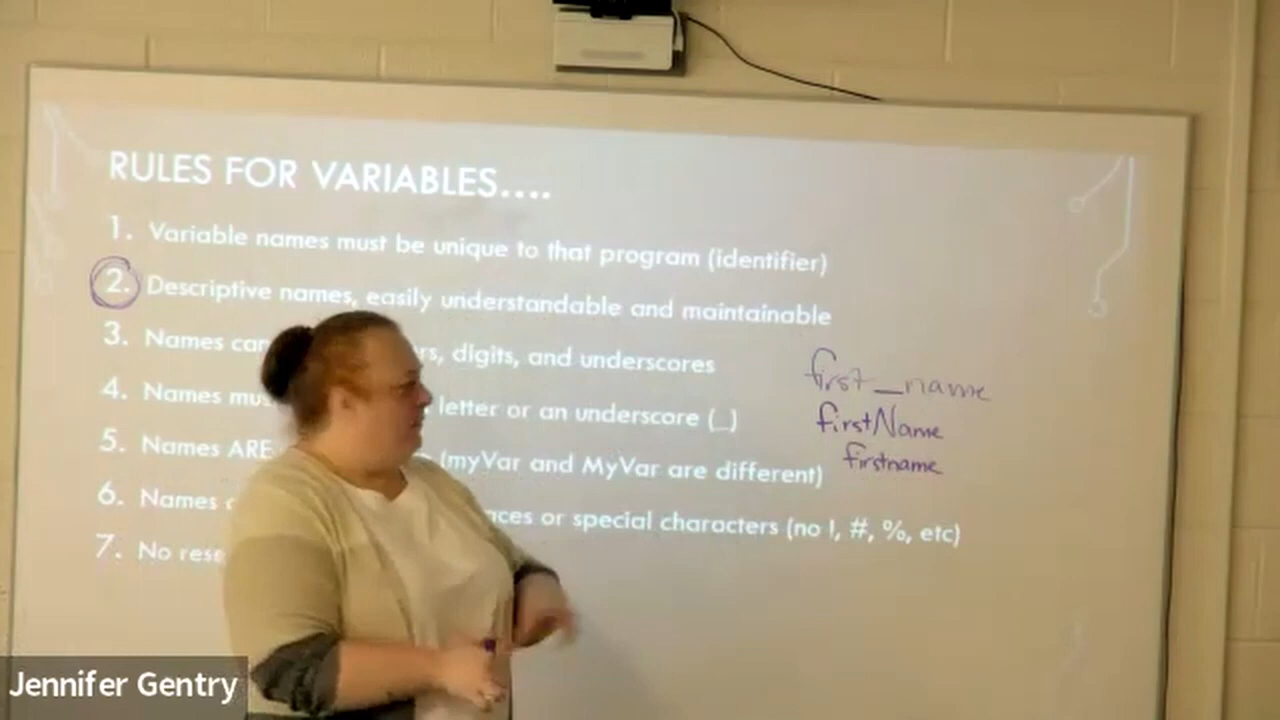 RULES FOR VARIABLES....
1. Variable names must be unique to that program (identifier)
2. Descriptive names, easily understandable and maintainable
3. Names can digits, and underscores
4. Names letter or an underscore (_)
5. Names ARE (myVar and MyVar are different)
6. Names or special characters (no !, #, %, etc)
7. No
first_name
firstName
firstname
Jennifer Gentry